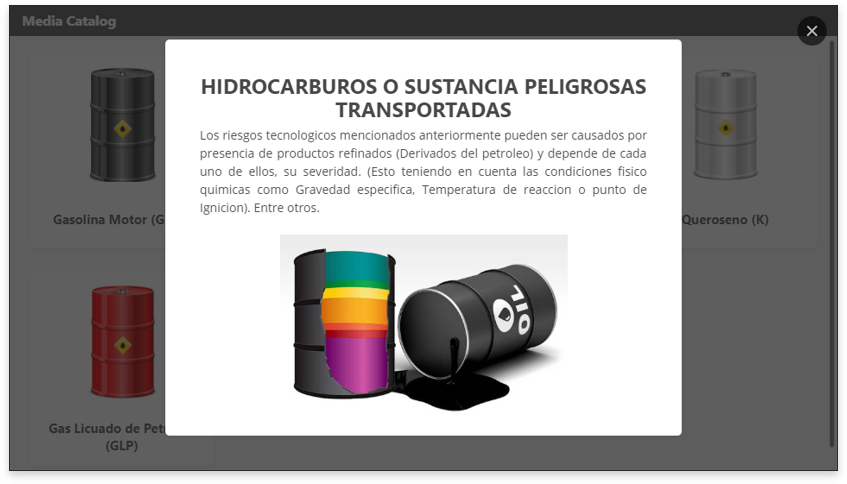 Media Catalog
HIDROCARBUROS O SUSTANCIA PELIGROSAS
TRANSPORTADAS
Los riesgos tecnologicos mencionados anteriormente pueden ser causados por
presencia de productos refinados (Derivados del petroleo) y depende de cada
uno de ellos, su severidad. (Esto teniendo en cuenta las condiciones fisico
quimicas como Gravedad especifica, Temperatura de reaccion o punto de
Ignicion). Entre otros.
OIL
Gasolina Motor (G
Queroseno (K)
Gas Licuado de Pet
(GLP)